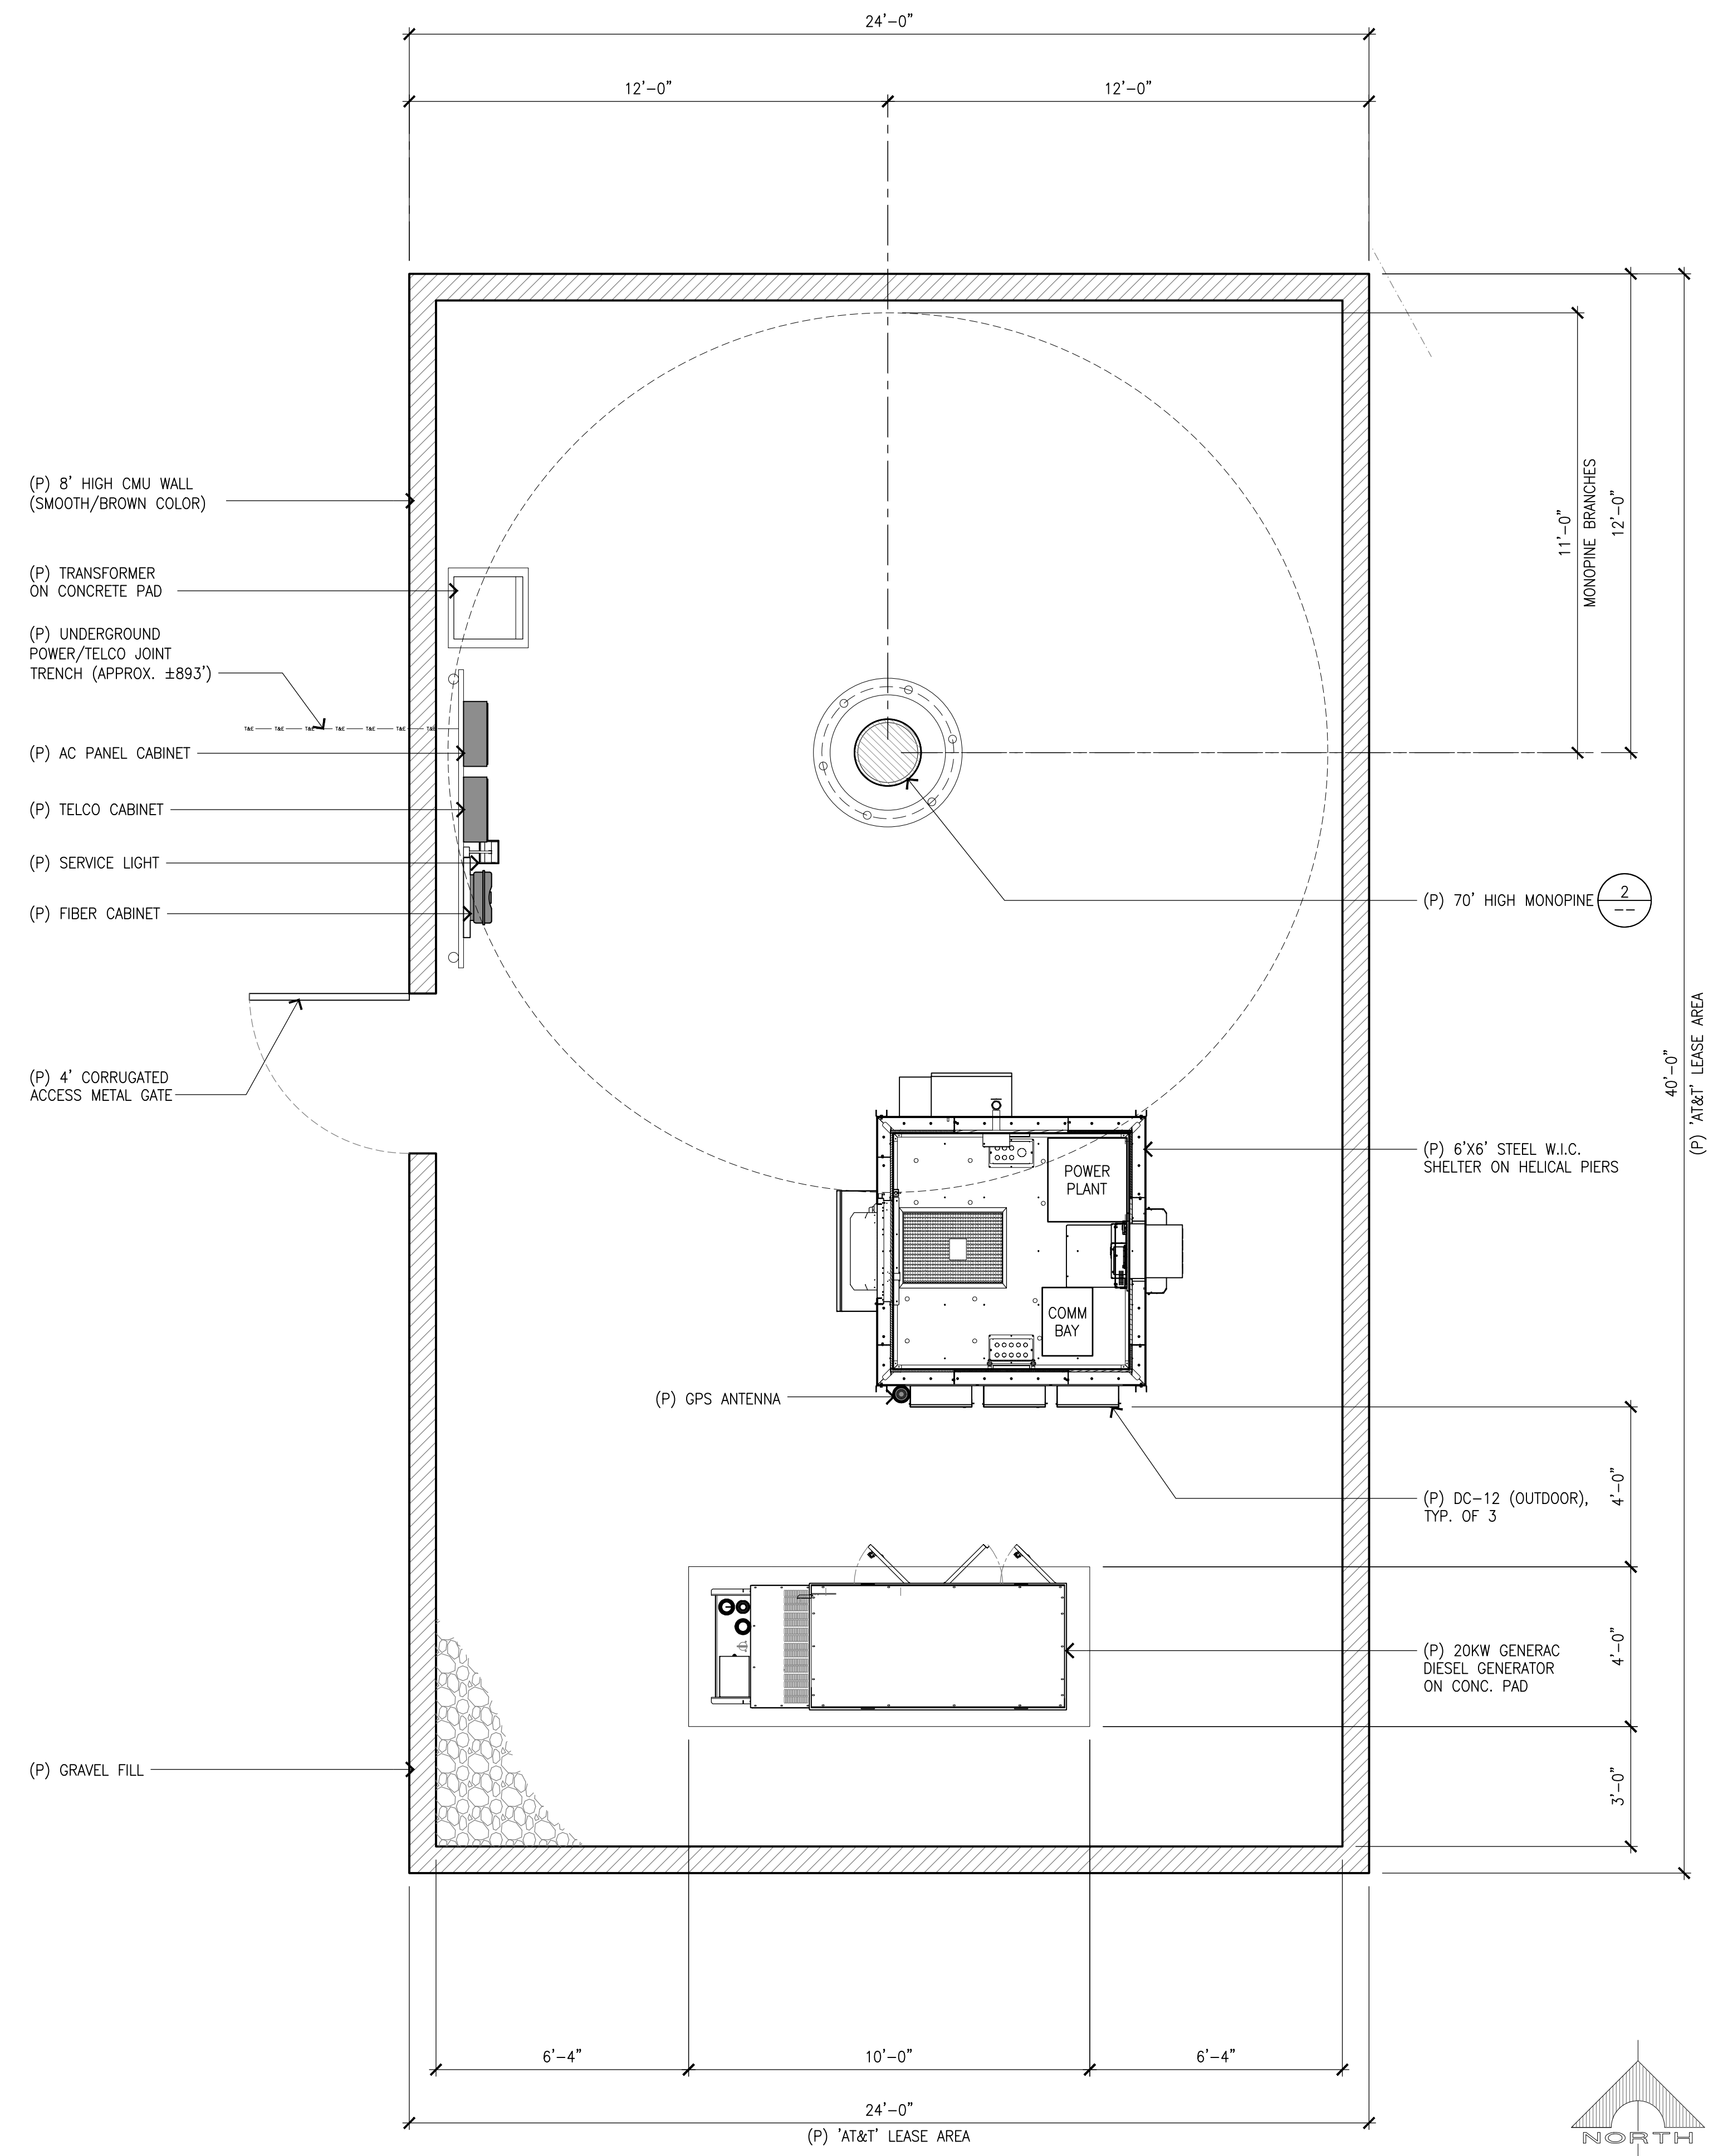 24'-0"
12'-0"
12'-0"
(P) 8' HIGH CMU WALL
(SMOOTH/BROWN COLOR)
(P) TRANSFORMER
ON CONCRETE PAD
(P) UNDERGROUND
POWER/TELCO JOINT
TRENCH (APPROX. ±893')
T&E T&E T&E T&E T&E T&E T&E
(P) AC PANEL CABINET
(P) TELCO CABINET
(P) SERVICE LIGHT
(P) FIBER CABINET
(P) 4' CORRUGATED
ACCESS METAL GATE
11'-0"
MONOPINE BRANCHES
12'-0"
(P) 70' HIGH MONOPINE
2
--
40'-0"
(P) 'AT&T' LEASE AREA
(P) 6'X6' STEEL W.I.C.
SHELTER ON HELICAL PIERS
POWER
PLANT
COMM
BAY
(P) GPS ANTENNA
(P) DC-12 (OUTDOOR),
TYP. OF 3
4'-0"
(P) 20KW GENERAC
DIESEL GENERATOR
ON CONC. PAD
4'-0"
(P) GRAVEL FILL
3'-0"
6'-4"
10'-0"
6'-4"
24'-0"
(P) 'AT&T' LEASE AREA
NORTH